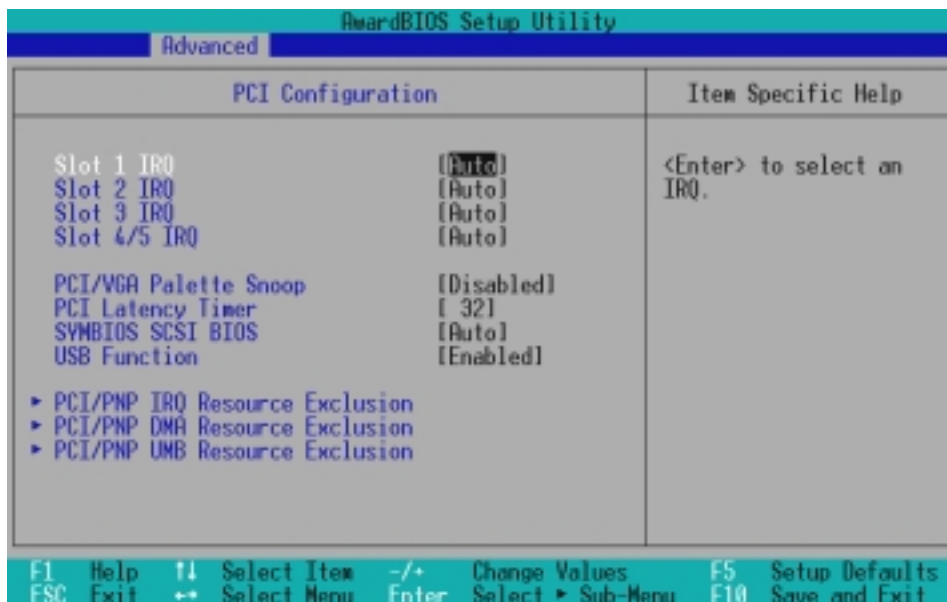 AwardBIOS Setup Utility
Advanced
PCI Configuration
Item Specific Help
Slot 1 IRQ [Auto]
Slot 2 IRQ [Auto]
Slot 3 IRQ [Auto]
Slot 4/5 IRQ [Auto]
PCI/VGA Palette Snoop [Disabled]
PCI Latency Timer [ 32]
SYMBIOS SCSI BIOS [Auto]
USB Function [Enabled]
► PCI/PNP IRQ Resource Exclusion
► PCI/PNP DMA Resource Exclusion
► PCI/PNP UMB Resource Exclusion
<Enter> to select an
IRQ.
F1 Help ↑↓ Select Item -/+ Change Values F5 Setup Defaults
ESC Exit ←→ Select Menu Enter Select ► Sub-Menu F10 Save and Exit